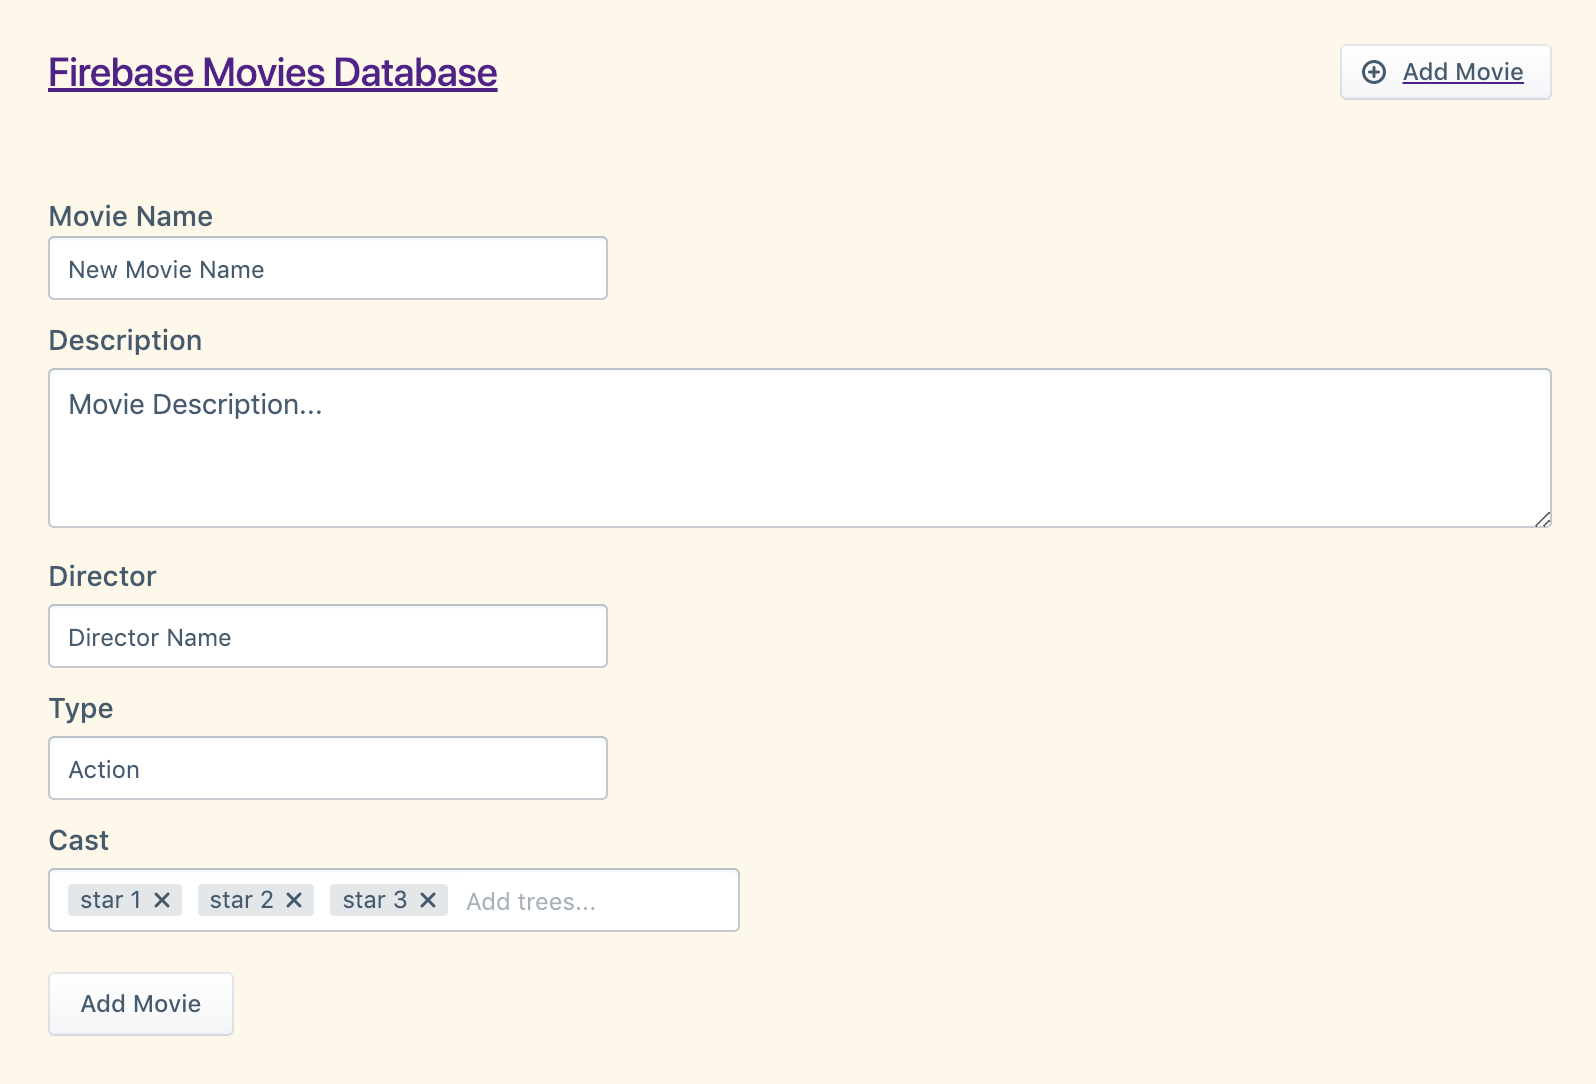 Firebase Movies Database
Add Movie
Movie Name
New Movie Name
Description
Movie Description...
Director
Director Name
Type
Action
Cast
star 1 star 2 star 3 Add trees...
Add Movie